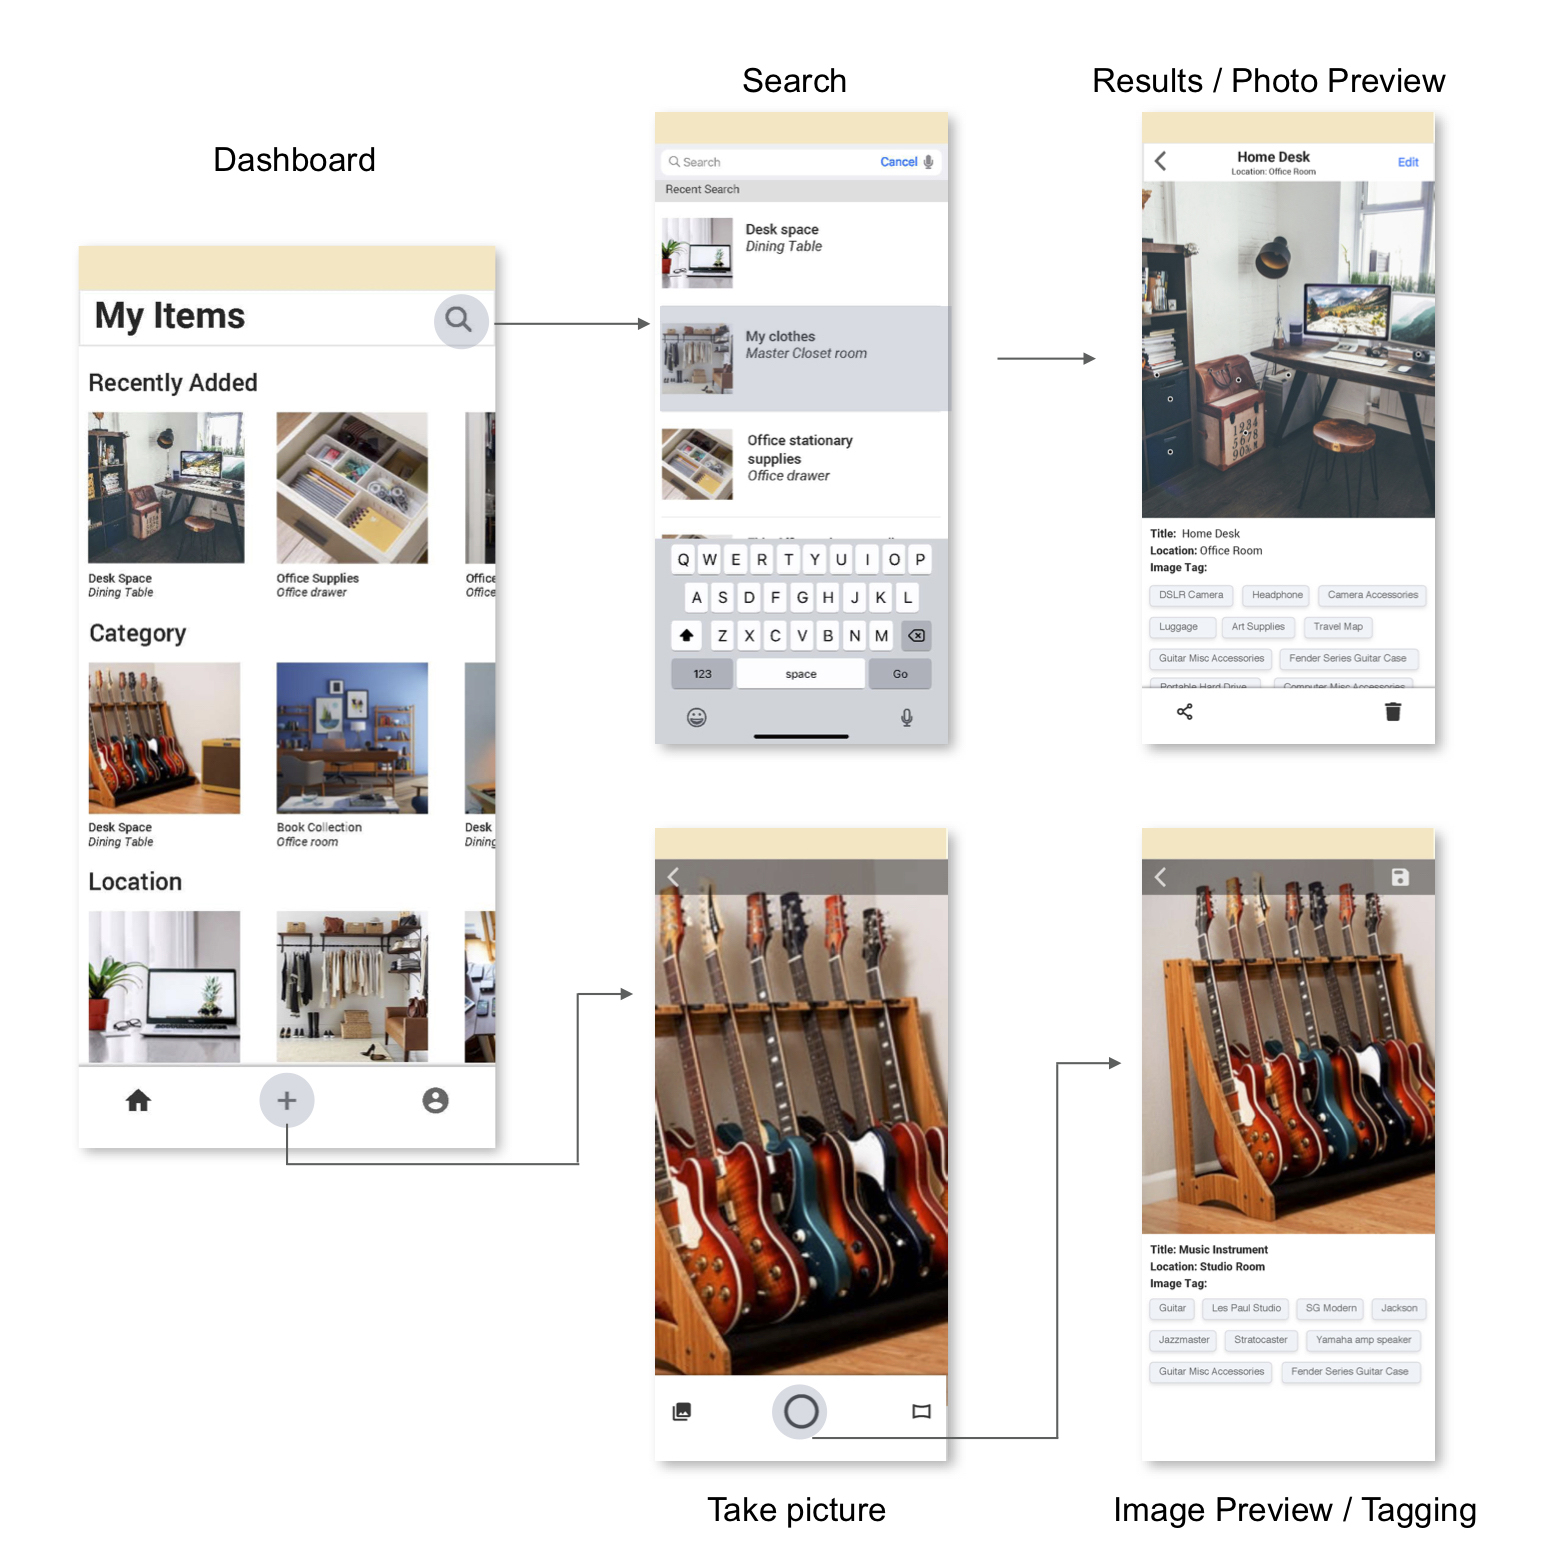 Dashboard
My Items
Recently Added
Desk Space
Dining Table
Office Supplies
Office drawer
Office
Office
Category
Desk Space
Dining Table
Book Collection
Office room
Desk
Dining
Location
Search
Search
Cancel
Recent Search
Desk space
Dining Table
My clothes
Master Closet room
Office stationary
supplies
Office drawer
Q W E R T Y U I O P
A S D F G H J K L
Z X C V B N M
123
space
Go
Results / Photo Preview
Home Desk
Location: Office Room
Edit
1234
5678
90%
Title: Home Desk
Location: Office Room
Image Tag:
DSLR Camera Headphone Camera Accessories
Luggage Art Supplies Travel Map
Guitar Misc Accessories Fender Series Guitar Case
Portable Hard Drive Computer Misc Accessories
Take picture
Title: Music Instrument
Location: Studio Room
Image Tag:
Guitar Les Paul Studio SG Modern Jackson
Jazzmaster Stratocaster Yamaha amp speaker
Guitar Misc Accessories Fender Series Guitar Case
Image Preview / Tagging